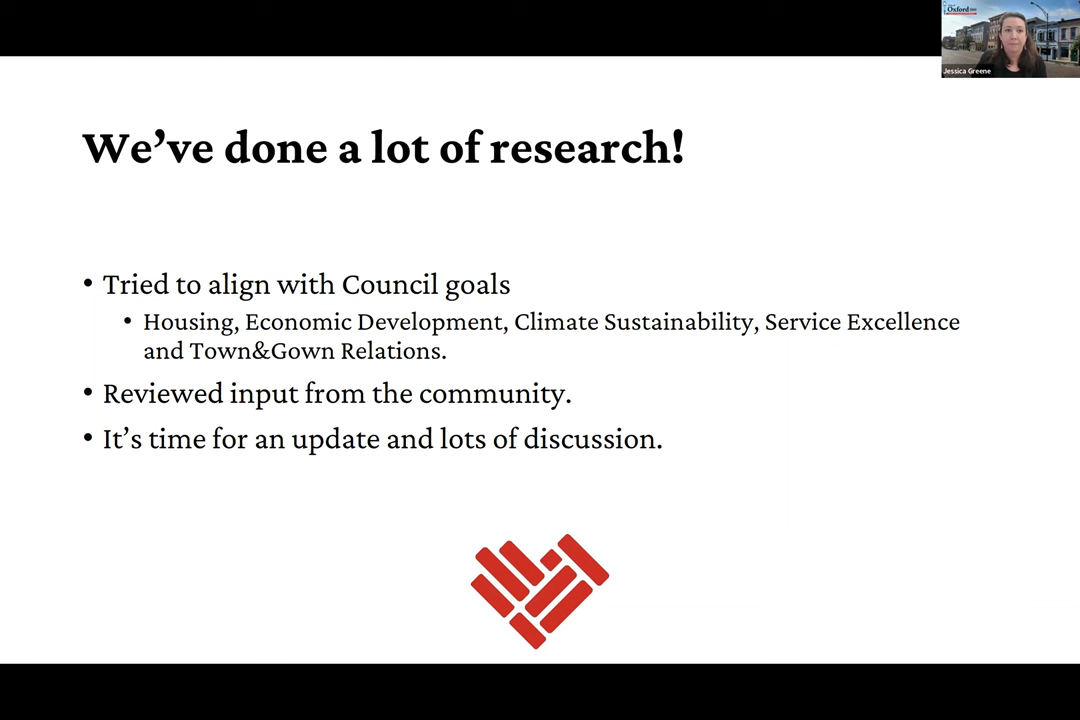 Oxford
Jessica Greene
We've done a lot of research!
• Tried to align with Council goals
• Housing, Economic Development, Climate Sustainability, Service Excellence
and Town&Gown Relations.
• Reviewed input from the community.
• It's time for an update and lots of discussion.